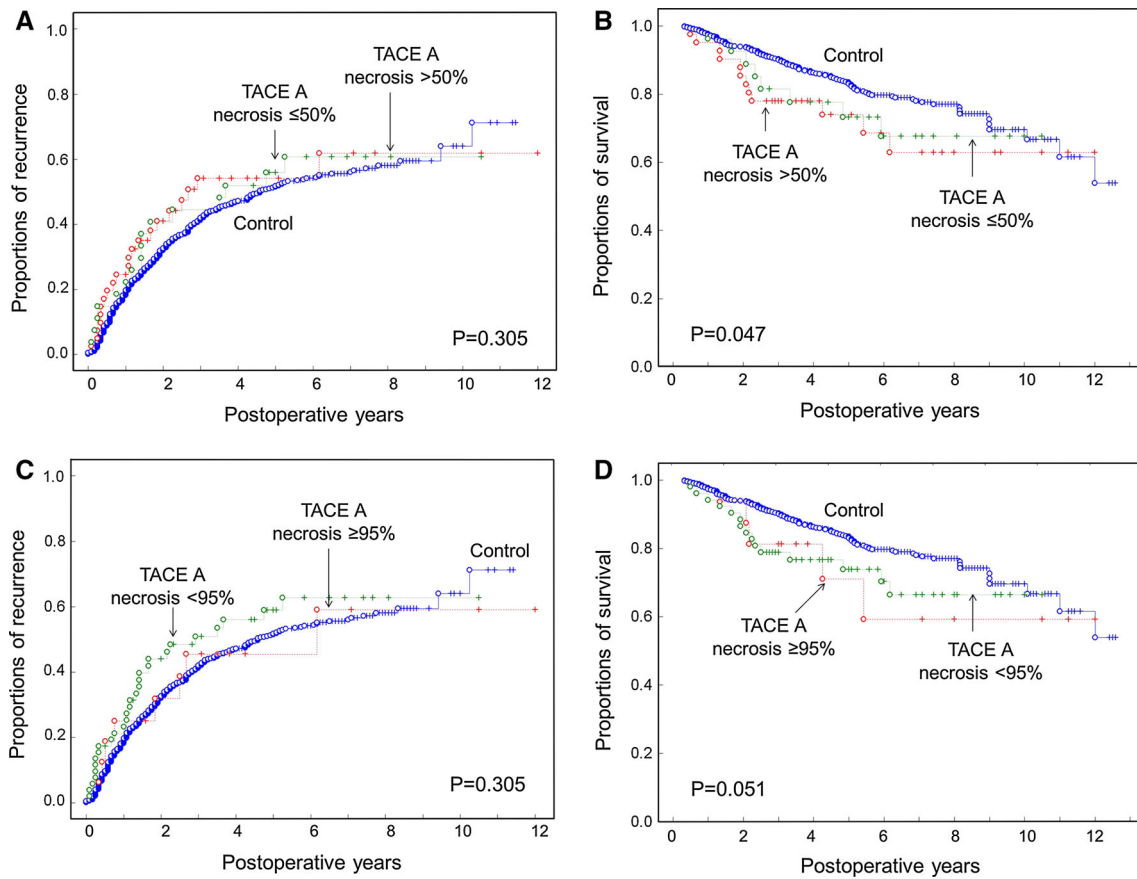 A
Proportions of recurrence
1.0
0.8
0.6
0.4
0.2
0.0
TACE A
necrosis >50%
TACE A
necrosis ≤50%
Control
P=0.305
0 2 4 6 8 10 12
Postoperative years
B
Proportions of survival
1.0
0.8
0.6
0.4
0.2
0.0
Control
TACE A
necrosis >50%
TACE A
necrosis ≤50%
P=0.047
0 2 4 6 8 10 12
Postoperative years
C
Proportions of recurrence
1.0
0.8
0.6
0.4
0.2
0.0
TACE A
necrosis ≥95%
Control
TACE A
necrosis <95%
P=0.305
0 2 4 6 8 10 12
Postoperative years
D
Proportions of survival
1.0
0.8
0.6
0.4
0.2
0.0
Control
TACE A
necrosis ≥95%
TACE A
necrosis <95%
P=0.051
0 2 4 6 8 10 12
Postoperative years